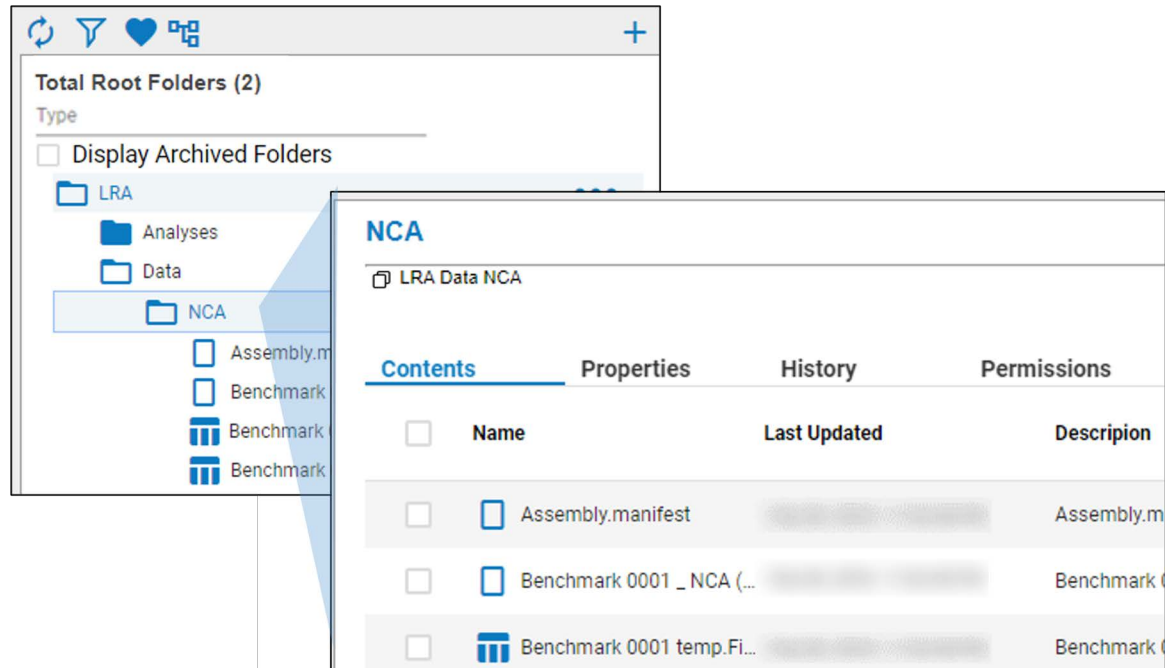 Total Root Folders (2)
Type
Display Archived Folders
LRA
Analyses
Data
NCA
Assembly.m
Benchmark
Benchmark
Benchmark
NCA
LRA Data NCA
Contents Properties History Permissions
Name Last Updated Descripion
Assembly.manifest Assembly.m
Benchmark 0001 _ NCA (... Benchmark
Benchmark 0001 temp.Fi... Benchmark